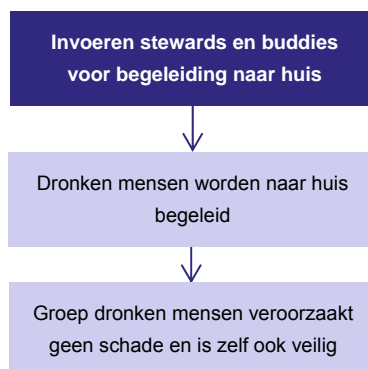 Invoeren stewards en buddies
voor begeleiding naar huis
Dronken mensen worden naar huis
begeleid
Groep dronken mensen veroorzaakt
geen schade en is zelf ook veilig